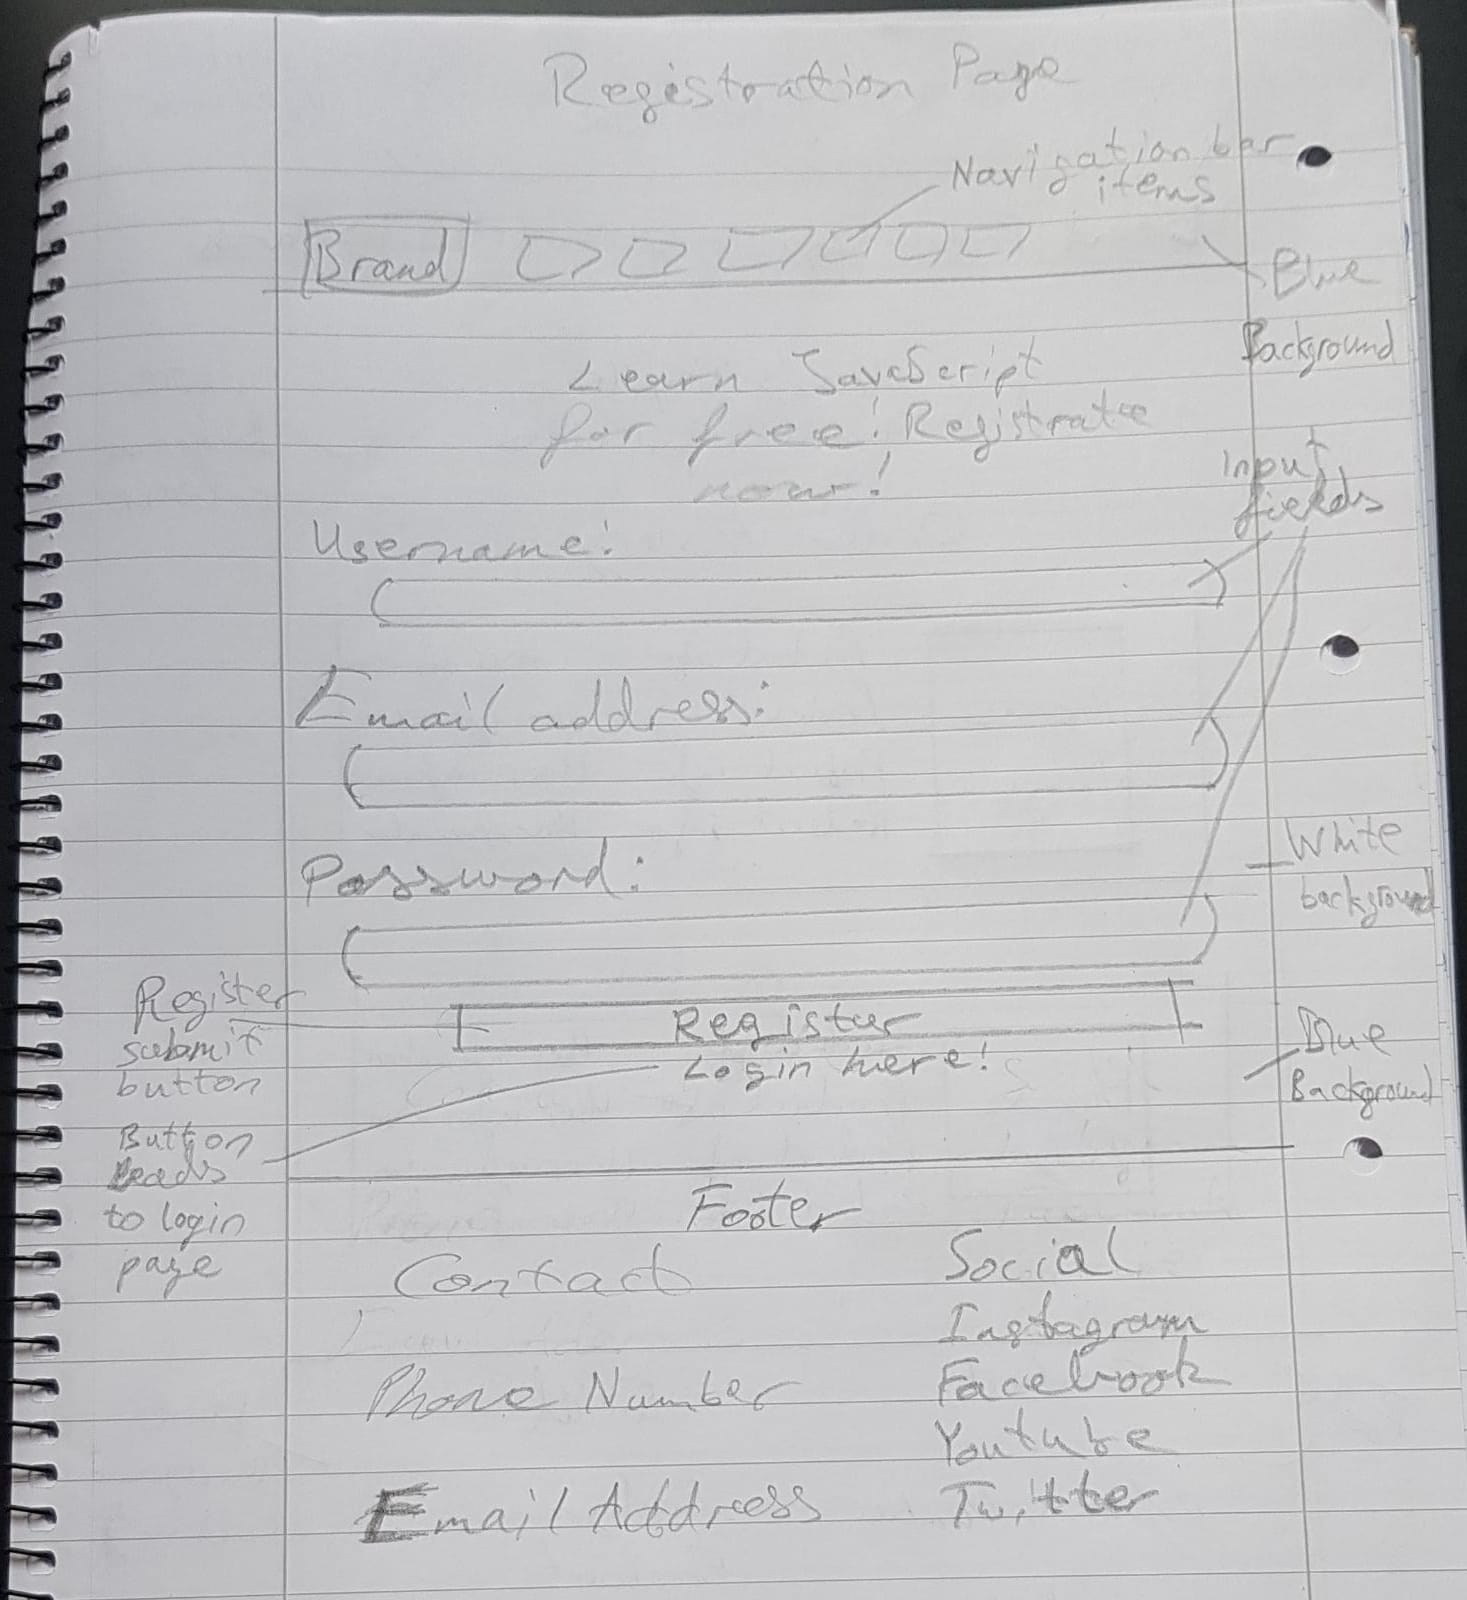 Registration Page
Navigation bar
items
Brand
Blue
Background
Learn JavaScript
for free! Registrate
now!
Input
fields
Username:
Email address:
White
background
Password:
Register
submit
button
Registur
Login here!
Blue
Background
Button
Leads
to login
page
Footer
Contact
Social
Instagram
Phone Number
Facebook
Youtube
Email Address
Twitter